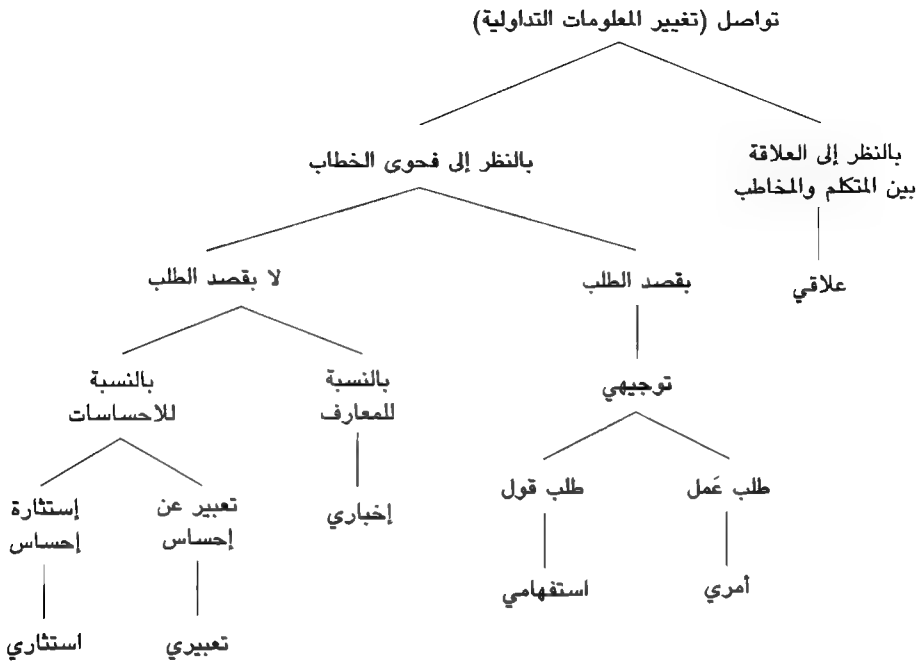 تواصل (تغيير المعلومات التداولية)
بالنظر إلى العلاقة
بين المتكلم والمخاطب
بالنظر إلى فحوى الخطاب
علاقي
بقصد الطلب
لا بقصد الطلب
توجيهي
بالنسبة
للمعارف
بالنسبة
للاحساسات
طلب عَمل
طلب قول
إخباري
تعبير عن
إحساس
إستثارة
إحساس
أمري
استفهامي
تعبيري
استثاري